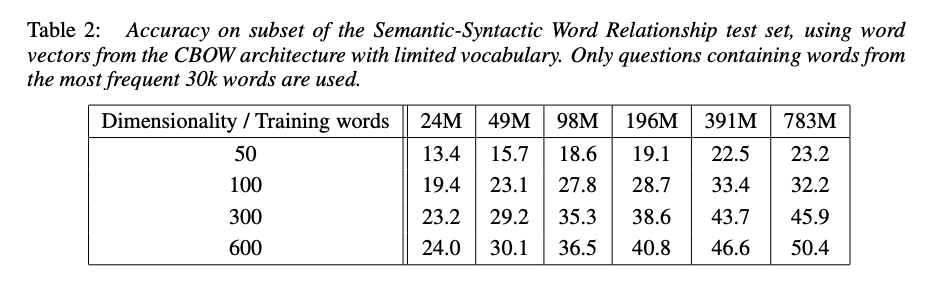 Table 2: Accuracy on subset of the Semantic-Syntactic Word Relationship test set, using word
vectors from the CBOW architecture with limited vocabulary. Only questions containing words from
the most frequent 30k words are used.
Dimensionality / Training words 24M 49M 98M 196M 391M 783M
50 13.4 15.7 18.6 19.1 22.5 23.2
100 19.4 23.1 27.8 28.7 33.4 32.2
300 23.2 29.2 35.3 38.6 43.7 45.9
600 24.0 30.1 36.5 40.8 46.6 50.4